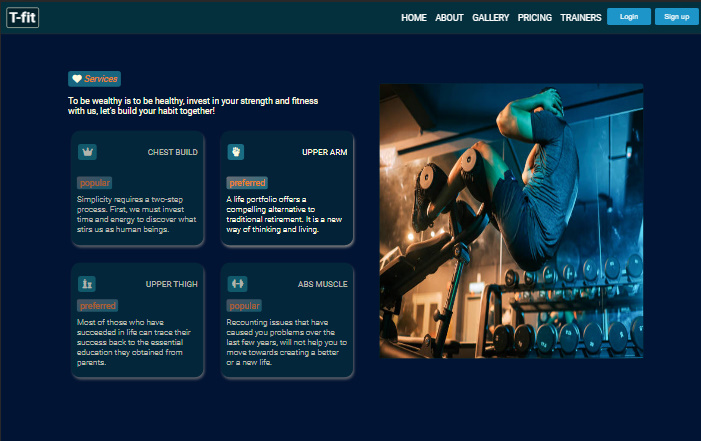 T-fit
HOME ABOUT GALLERY PRICING TRAINERS Login Sign up
Services
To be wealthy is to be healthy, invest in your strength and fitness
with us, let's build your habit together!
CHEST BUILD
popular
Simplicity requires a two-step
process. First, we must invest
time and energy to discover what
stirs us as human beings.
UPPER ARM
preferred
A life portfolio offers a
compelling alternative to
traditional retirement. It is a new
way of thinking and living.
UPPER THIGH
preferred
Most of those who have
succeeded in life can trace their
success back to the essential
education they obtained from
parents.
ABS MUSCLE
popular
Recounting issues that have
caused you problems over the
last few years, will not help you to
move towards creating a better
or a new life.